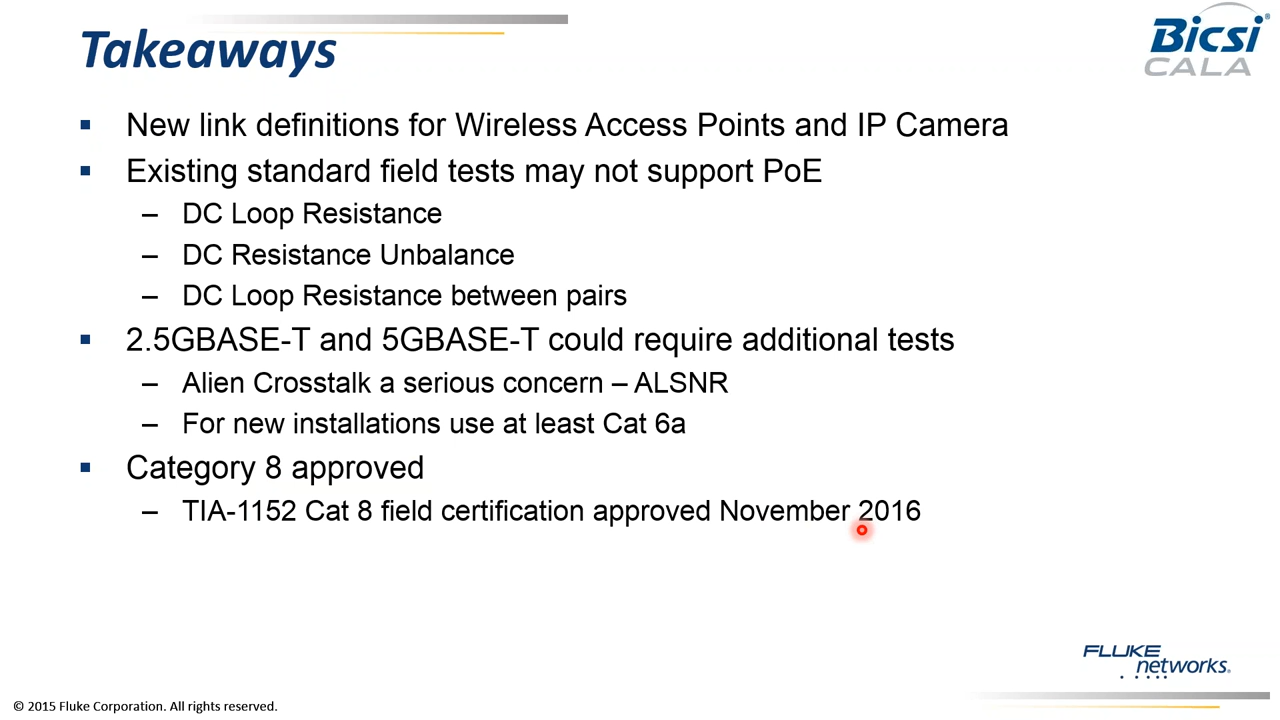 Takeaways
Bicsi®
CALA
▪ New link definitions for Wireless Access Points and IP Camera
▪ Existing standard field tests may not support PoE
– DC Loop Resistance
– DC Resistance Unbalance
– DC Loop Resistance between pairs
▪ 2.5GBASE-T and 5GBASE-T could require additional tests
– Alien Crosstalk a serious concern – ALSNR
– For new installations use at least Cat 6a
▪ Category 8 approved
– TIA-1152 Cat 8 field certification approved November 2016
FLUKE
networks®
© 2015 Fluke Corporation. All rights reserved.